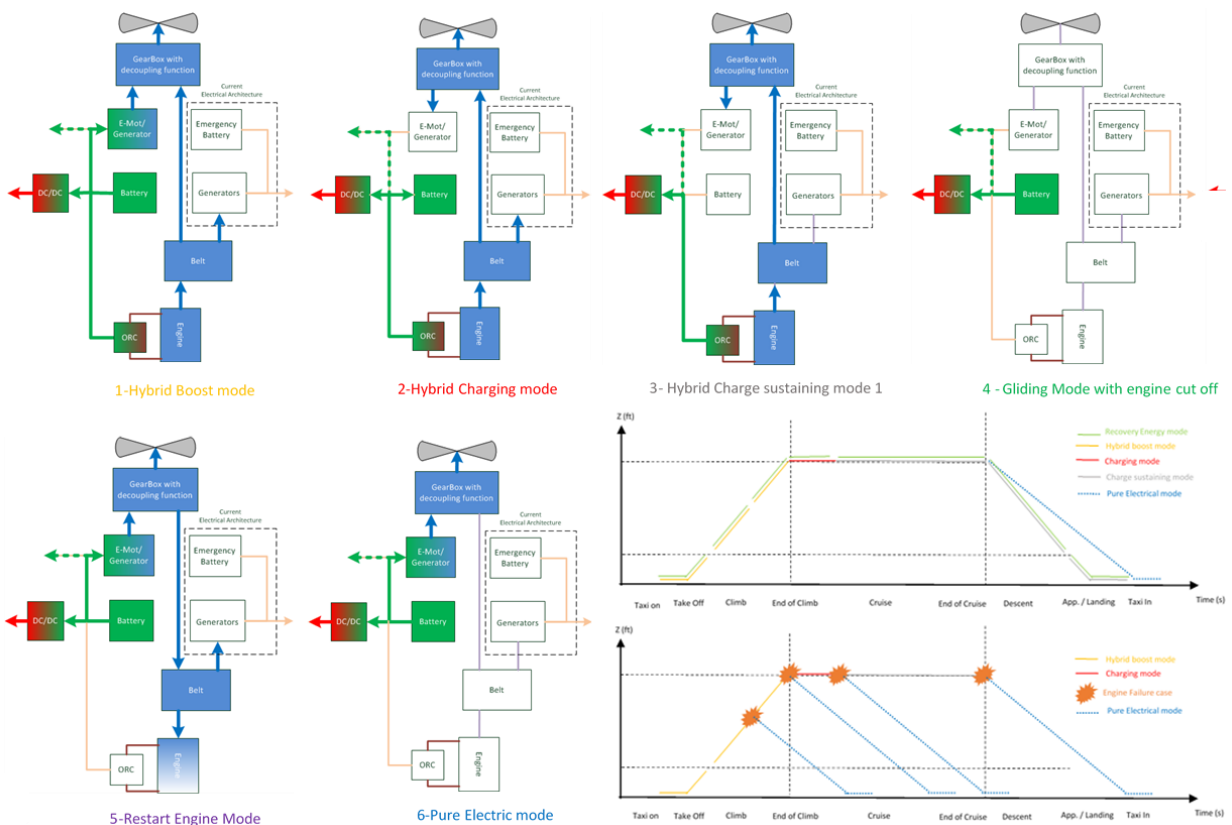 GearBox with
decoupling function
Current
Electrical Architecture
E-Mot/
Generator
Emergency
Battery
DC/DC
Battery
Generators
Belt
ORC
Engine
1-Hybrid Boost mode
GearBox with
decoupling function
Current
Electrical Architecture
E-Mot/
Generator
Emergency
Battery
DC/DC
Battery
Generators
Belt
ORC
Engine
2-Hybrid Charging mode
GearBox with
decoupling function
Current
Electrical Architecture
E-Mot/
Generator
Emergency
Battery
DC/DC
Battery
Generators
Belt
ORC
Engine
3- Hybrid Charge sustaining mode 1
GearBox with
decoupling function
Current
Electrical Architecture
E-Mot/
Generator
Emergency
Battery
DC/DC
Battery
Generators
Belt
ORC
Engine
4 - Gliding Mode with engine cut off
GearBox with
decoupling function
Current
Electrical Architecture
E-Mot/
Generator
Emergency
Battery
DC/DC
Battery
Generators
Belt
ORC
Engine
5-Restart Engine Mode
GearBox with
decoupling function
Current
Electrical Architecture
E-Mot/
Generator
Emergency
Battery
DC/DC
Battery
Generators
Belt
ORC
Engine
6-Pure Electric mode
Z (ft)
Recovery Energy mode
Hybrid boost mode
Charging mode
Charge sustaining mode
Pure Electrical mode
Taxi on Take Off Climb End of Climb Cruise End of Cruise Descent App. / Landing Taxi In Time (s)
Z (ft)
Hybrid boost mode
Charging mode
Engine Failure case
Pure Electrical mode
Taxi on Take Off Climb End of Climb Cruise End of Cruise Descent App. / Landing Taxi In Time (s)